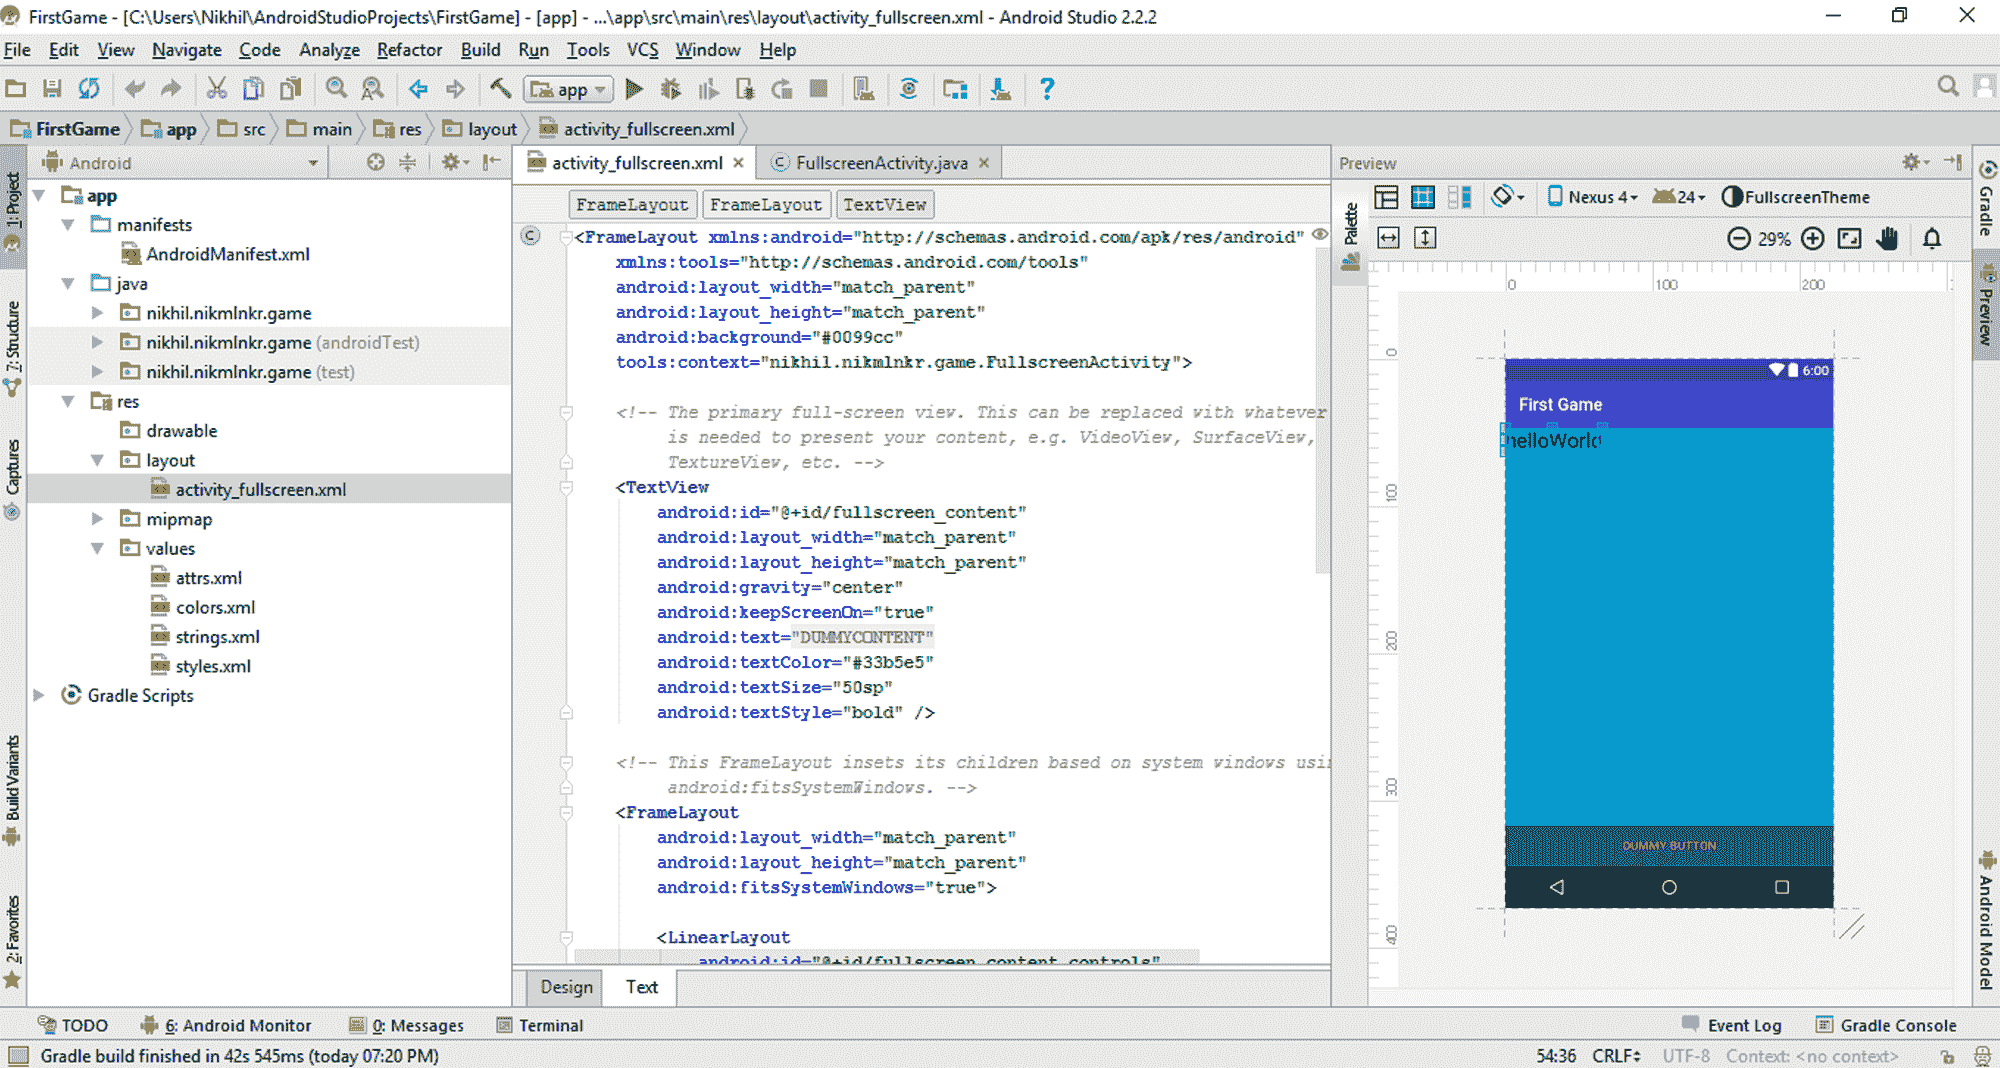 FirstGame - [C:\Users\Nikhil\AndroidStudioProjects\FirstGame] - [app] - ...\app\src\main\res\layout\activity_fullscreen.xml - Android Studio 2.2.2
File Edit View Navigate Code Analyze Refactor Build Run Tools VCS Window Help
app
FirstGame app src main res layout activity_fullscreen.xml
Android
activity_fullscreen.xml
FullscreenActivity.java
Preview
1: Project
7: Structure
Captures
Build Variants
2: Favorites
app
manifests
AndroidManifest.xml
java
nikhil.nikmlnkr.game
nikhil.nikmlnkr.game (androidTest)
nikhil.nikmlnkr.game (test)
res
drawable
layout
activity_fullscreen.xml
mipmap
values
attrs.xml
colors.xml
strings.xml
styles.xml
Gradle Scripts
FrameLayout FrameLayout TextView
<FrameLayout xmlns:android="http://schemas.android.com/apk/res/android"
xmlns:tools="http://schemas.android.com/tools"
android:layout_width="match_parent"
android:layout_height="match_parent"
android:background="#0099cc"
tools:context="nikhil.nikmlnkr.game.FullscreenActivity">
<!-- The primary full-screen view. This can be replaced with whatever
is needed to present your content, e.g. VideoView, SurfaceView,
TextureView, etc. -->
<TextView
android:id="@+id/fullscreen_content"
android:layout_width="match_parent"
android:layout_height="match_parent"
android:gravity="center"
android:keepScreenOn="true"
android:text="DUMMYCONTENT"
android:textColor="#33b5e5"
android:textSize="50sp"
android:textStyle="bold" />
<!-- This FrameLayout insets its children based on system windows usin
android:fitsSystemWindows. -->
<FrameLayout
android:layout_width="match_parent"
android:layout_height="match_parent"
android:fitsSystemWindows="true">
<LinearLayout
android:id="@+id/fullscreen_content_controls"
Design Text
Palette
Nexus 4 24 FullscreenTheme
29%
0 100 200
0
100
200
300
400
6:00
First Game
helloWorld
DUMMY BUTTON
Gradle
Preview
Android Model
TODO 6: Android Monitor 0: Messages Terminal Event Log Gradle Console
Gradle build finished in 42s 545ms (today 07:20 PM) 54:36 CRLF UTF-8 Context: <no context>